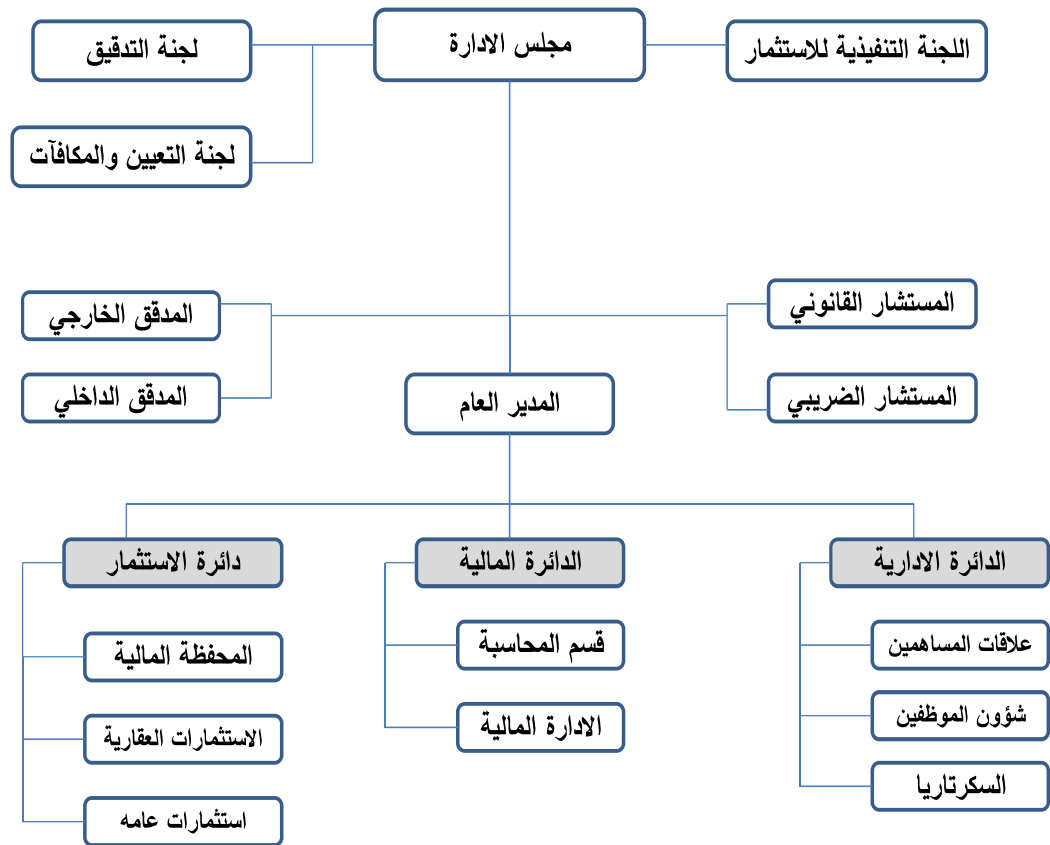 اللجنة التنفيذية للاستثمار
مجلس الادارة
لجنة التدقيق
لجنة التعيين والمكافآت
المستشار القانوني
المدقق الخارجي
المستشار الضريبي
المدير العام
المدقق الداخلي
الدائرة الادارية
الدائرة المالية
دائرة الاستثمار
علاقات المساهمين
قسم المحاسبة
المحفظة المالية
شؤون الموظفين
الادارة المالية
الاستثمارات العقارية
السكرتاريا
استثمارات عامه